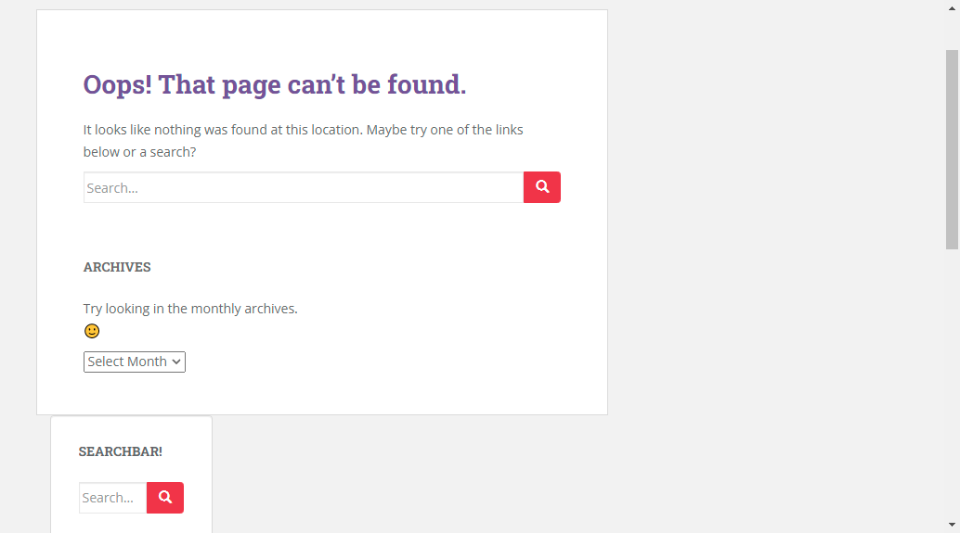 Oops! That page can’t be found.
It looks like nothing was found at this location. Maybe try one of the links
below or a search?
Search...
ARCHIVES
Try looking in the monthly archives.
Select Month
SEARCHBAR!
Search...